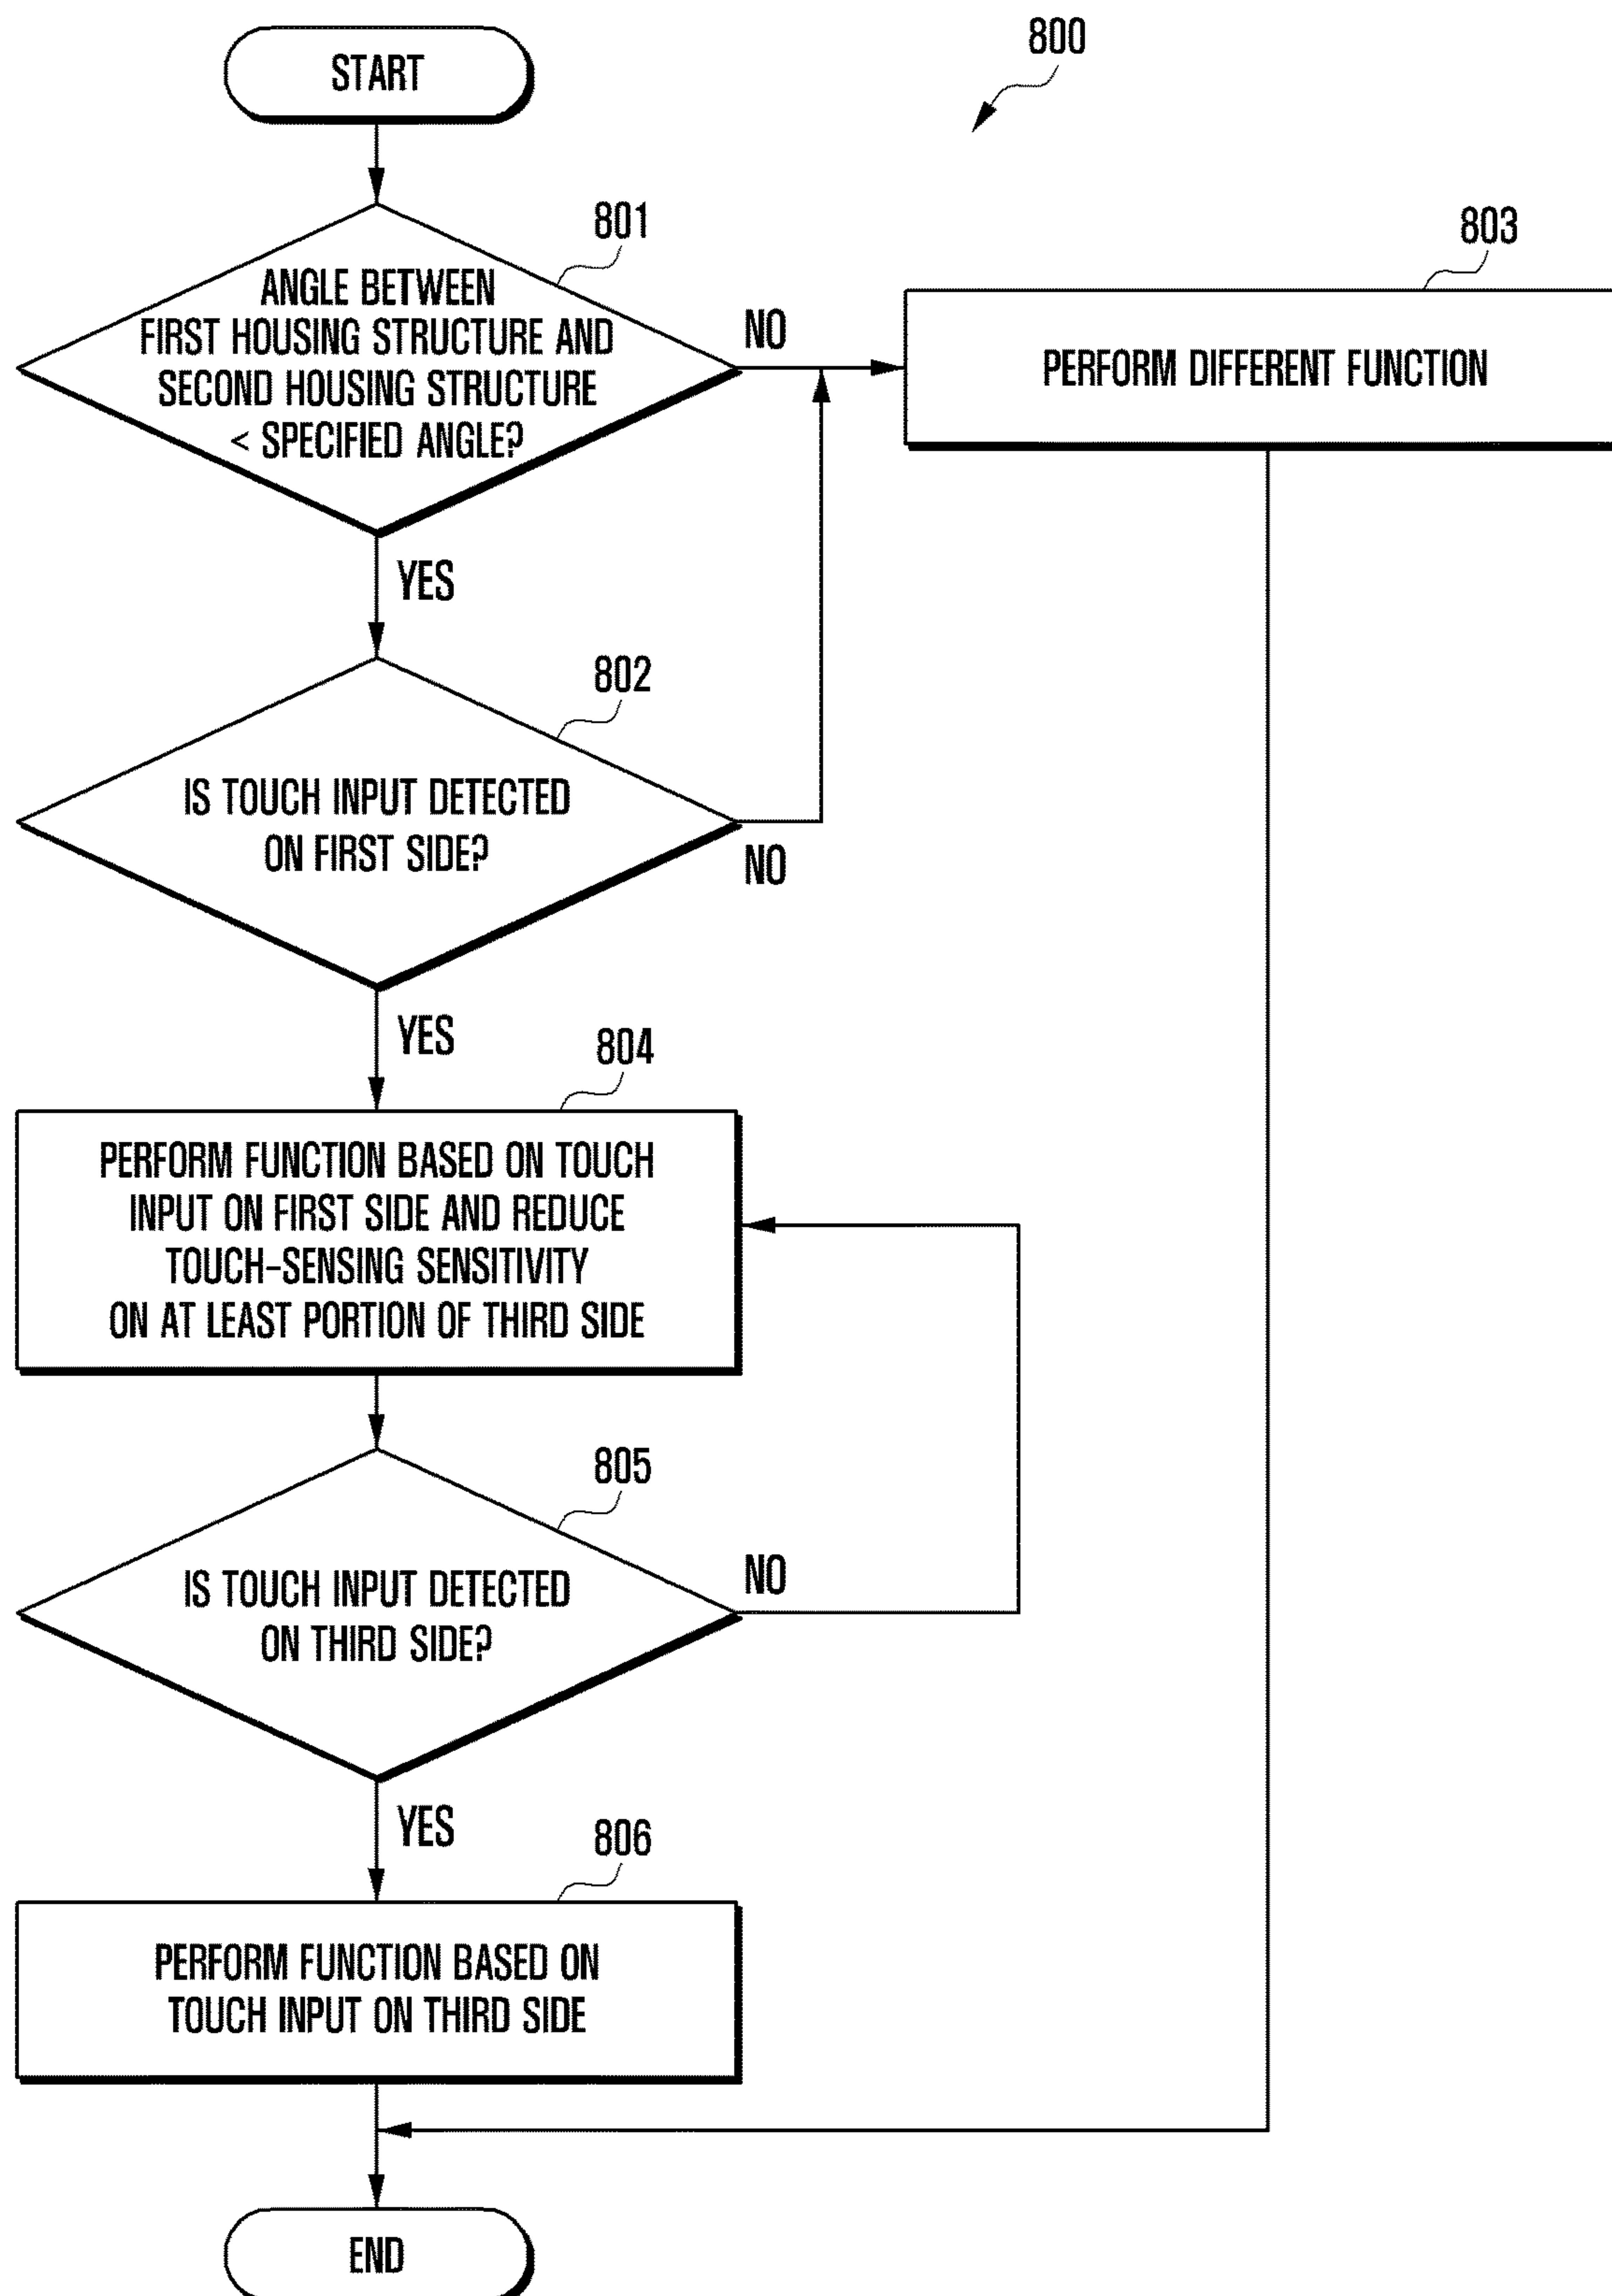 800
START
801
ANGLE BETWEEN
FIRST HOUSING STRUCTURE AND
SECOND HOUSING STRUCTURE
< SPECIFIED ANGLE?
NO
803
PERFORM DIFFERENT FUNCTION
YES
802
IS TOUCH INPUT DETECTED
ON FIRST SIDE?
NO
YES
804
PERFORM FUNCTION BASED ON TOUCH
INPUT ON FIRST SIDE AND REDUCE
TOUCH-SENSING SENSITIVITY
ON AT LEAST PORTION OF THIRD SIDE
805
IS TOUCH INPUT DETECTED
ON THIRD SIDE?
NO
YES
806
PERFORM FUNCTION BASED ON
TOUCH INPUT ON THIRD SIDE
END